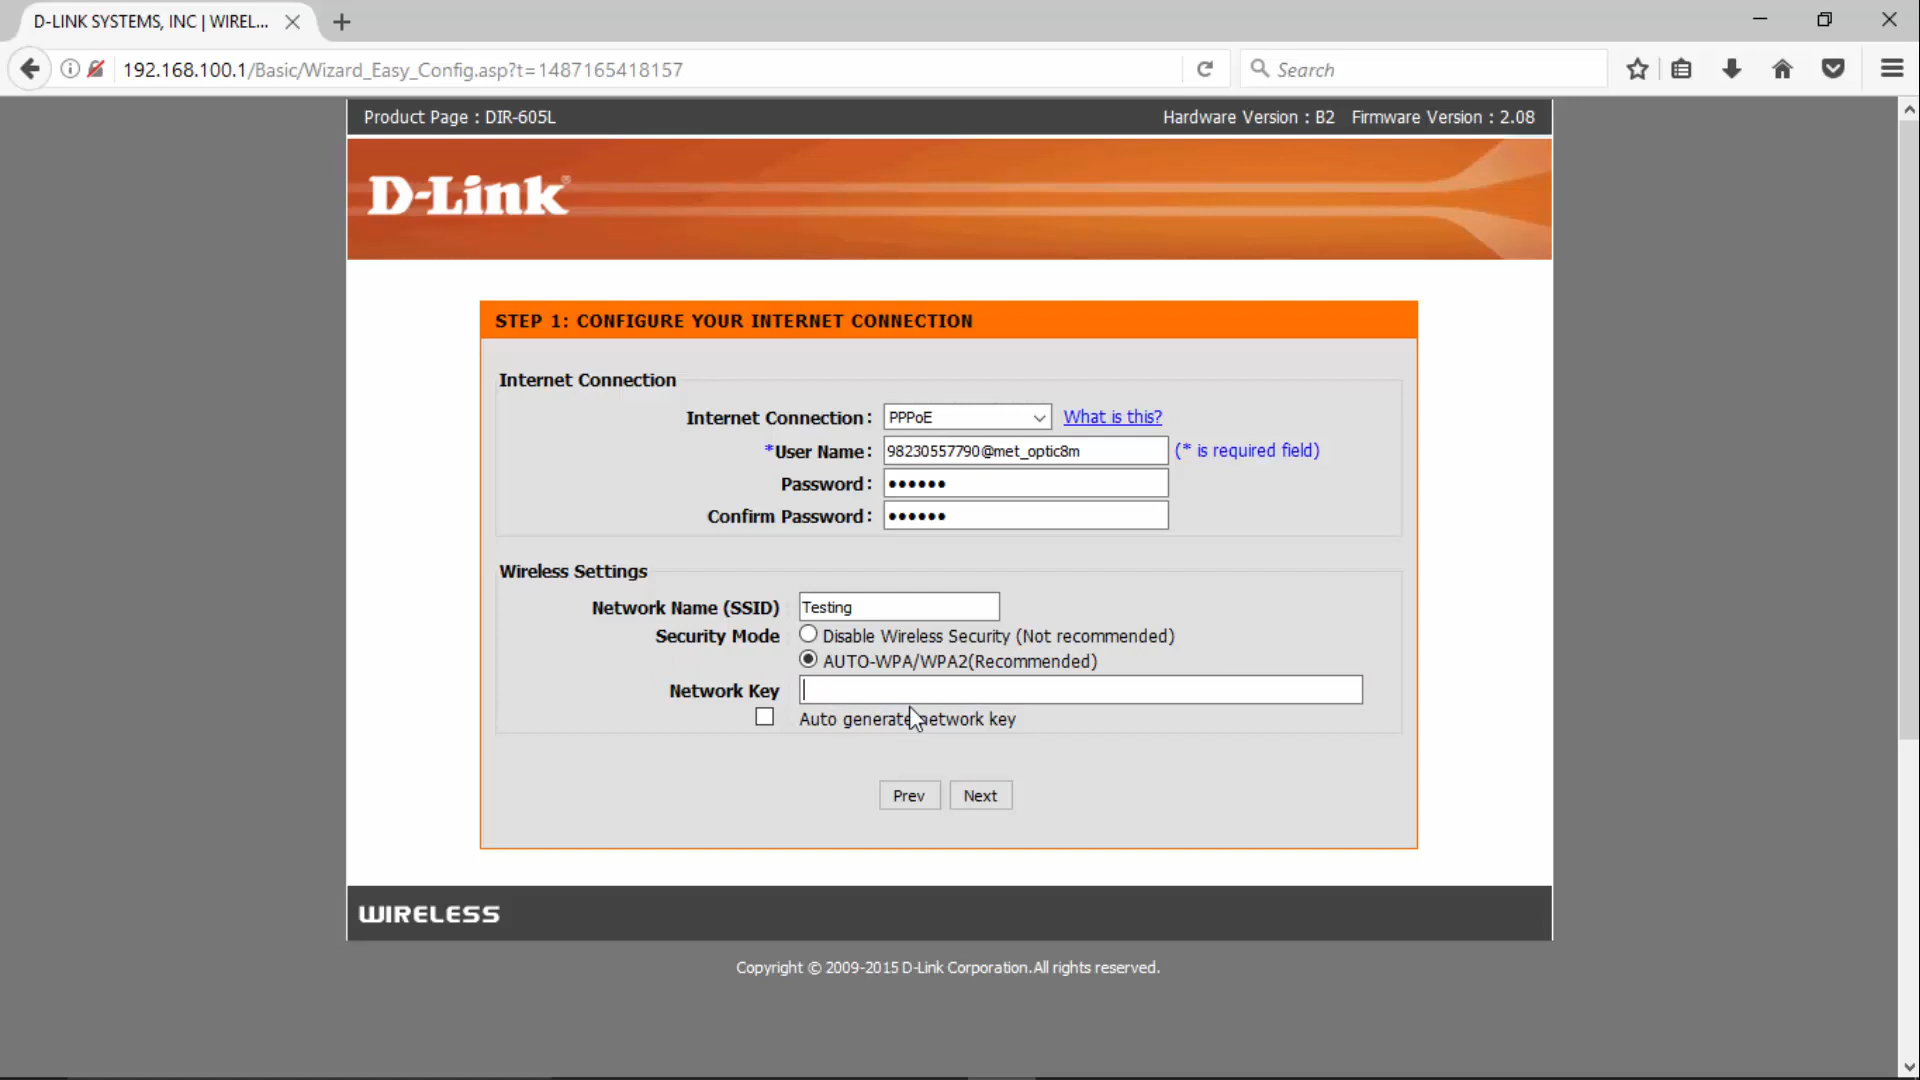 D-LINK SYSTEMS, INC | WIREL...
192.168.100.1/Basic/Wizard_Easy_Config.asp?t=1487165418157
Search
Product Page : DIR-605L
Hardware Version : B2 Firmware Version : 2.08
D-Link®
STEP 1: CONFIGURE YOUR INTERNET CONNECTION
Internet Connection
Internet Connection : PPPoE What is this?
*User Name : 98230557790@met_optic8m (* is required field)
Password : ••••••
Confirm Password : ••••••
Wireless Settings
Network Name (SSID) Testing
Security Mode Disable Wireless Security (Not recommended)
AUTO-WPA/WPA2(Recommended)
Network Key
Auto generate network key
Prev Next
WIRELESS
Copyright © 2009-2015 D-Link Corporation.All rights reserved.